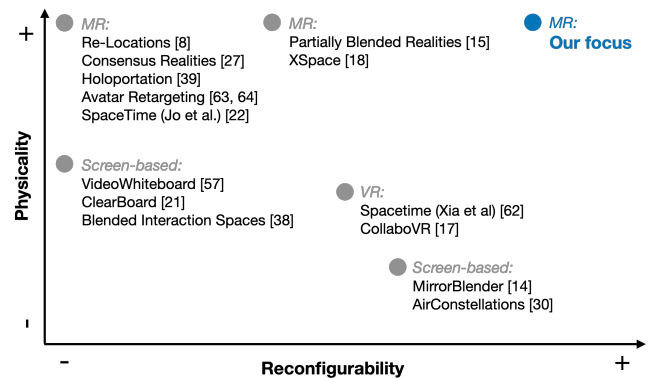 +
MR:
Re-Locations [8]
Consensus Realities [27]
Holoportation [39]
Avatar Retargeting [63, 64]
SpaceTime (Jo et al.) [22]
MR:
Partially Blended Realities [15]
XSpace [18]
MR:
Our focus
Physicality
Screen-based:
VideoWhiteboard [57]
ClearBoard [21]
Blended Interaction Spaces [38]
VR:
Spacetime (Xia et al) [62]
CollaboVR [17]
Screen-based:
MirrorBlender [14]
AirConstellations [30]
-
-
Reconfigurability
+